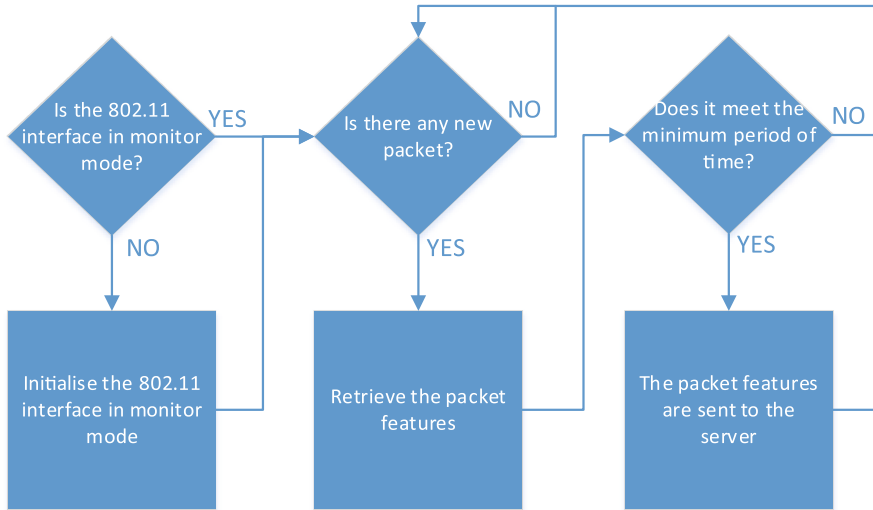 Is the 802.11
interface in monitor
mode?
YES
NO
Initialise the 802.11
interface in monitor
mode
Is there any new
packet?
NO
YES
Retrieve the packet
features
Does it meet the
minimum period of
time?
NO
YES
The packet features
are sent to the
server